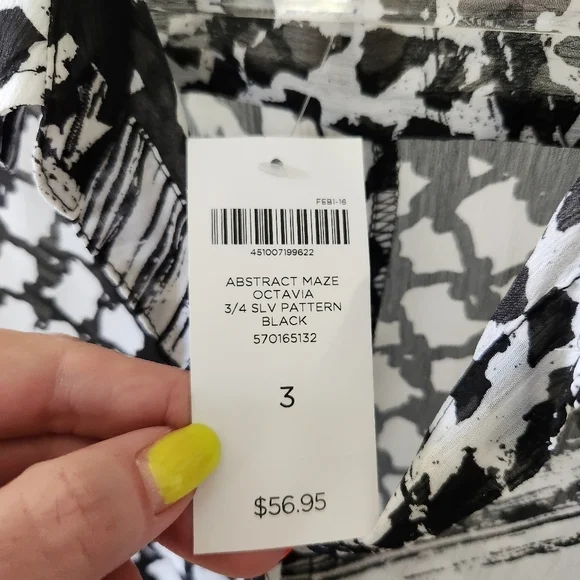 FEB1-16
451007199622
ABSTRACT MAZE
OCTAVIA
3/4 SLV PATTERN
BLACK
570165132
3
$56.95